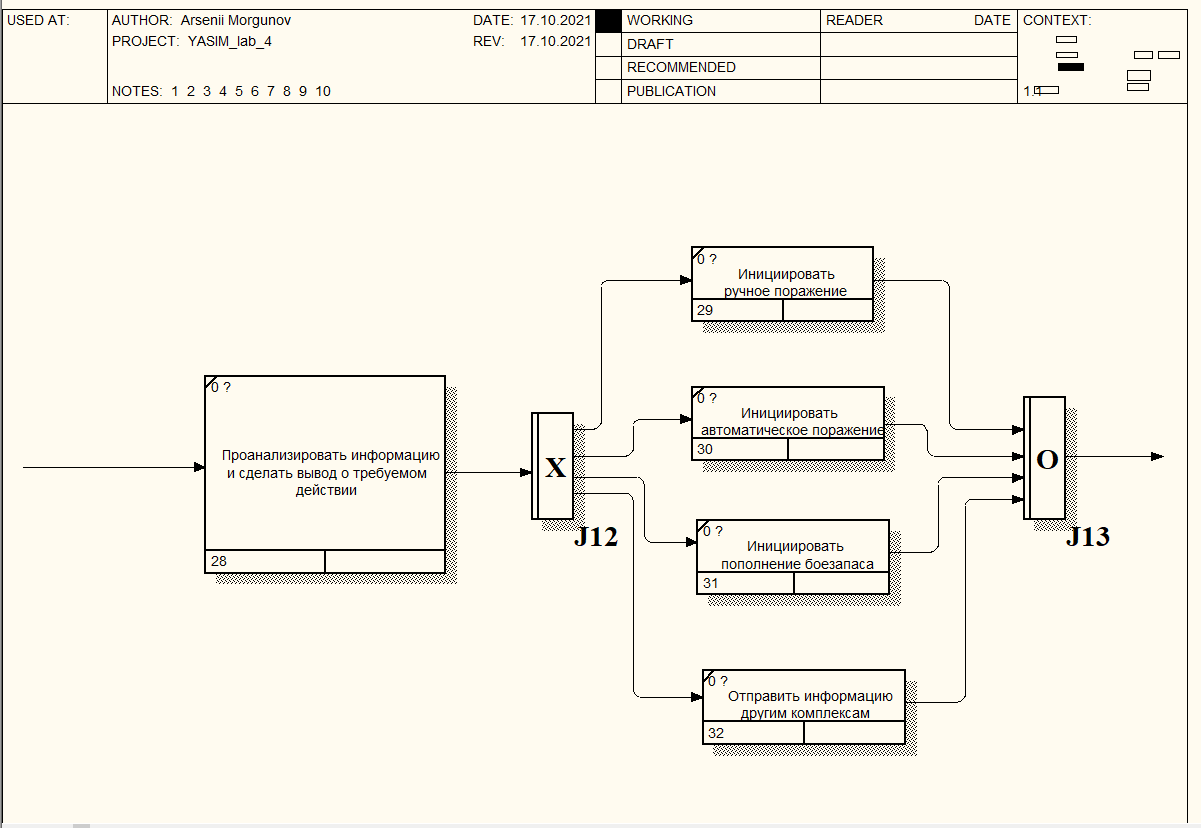 USED AT:
AUTHOR: Arsenii Morgunov
DATE: 17.10.2021
PROJECT: YASIM_lab_4
REV: 17.10.2021
NOTES: 1 2 3 4 5 6 7 8 9 10
WORKING
DRAFT
RECOMMENDED
PUBLICATION
READER
DATE
CONTEXT:
1.1
0 ?
Проанализировать информацию
и сделать вывод о требуемом
действии
28
X
J12
0 ?
Инициировать
ручное поражение
29
0 ?
Инициировать
автоматическое поражение
30
0 ?
Инициировать
пополнение боезапаса
31
0 ?
Отправить информацию
другим комплексам
32
O
J13